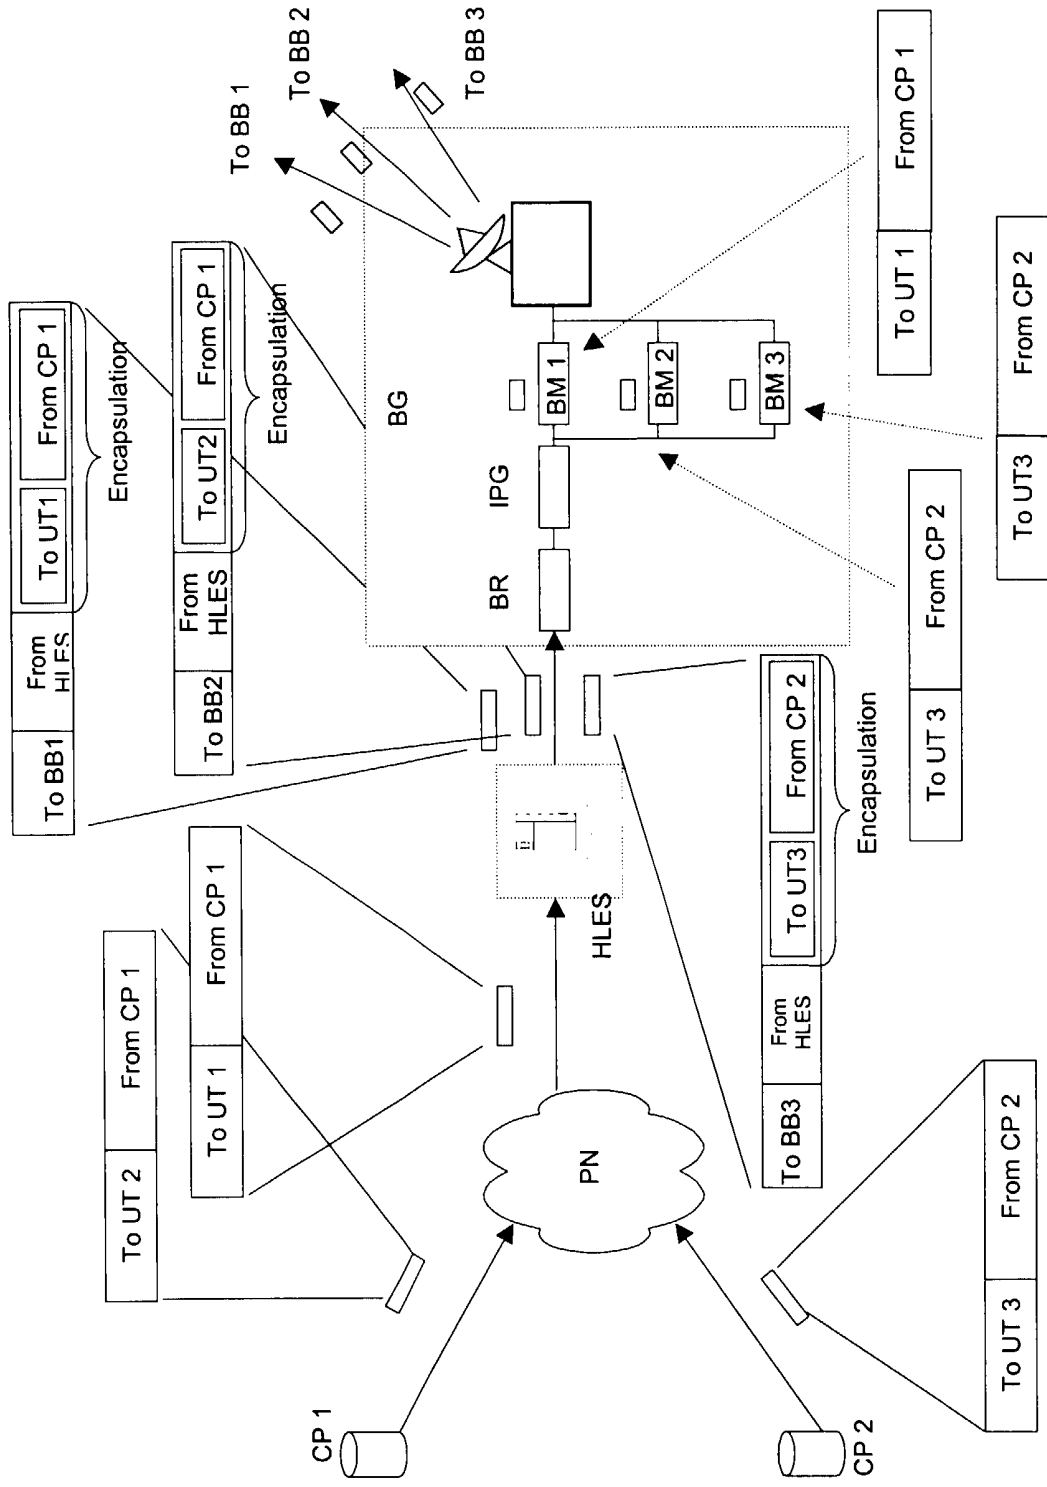 To BB1
From
HLES
To UT1
From CP 1
Encapsulation
To BB2
From
HLES
To UT2
From CP 1
Encapsulation
To BB 1
To BB 2
To BB 3
To UT 2
From CP 1
To UT 1
From CP 1
BG
BR
IPG
BM 1
BM 2
BM 3
CP 1
PN
HLES
CP 2
To BB3
From
HLES
To UT3
From CP 2
Encapsulation
To UT 3
From CP 2
To UT 3
From CP 2
To UT3
From CP 2
To UT 1
From CP 1